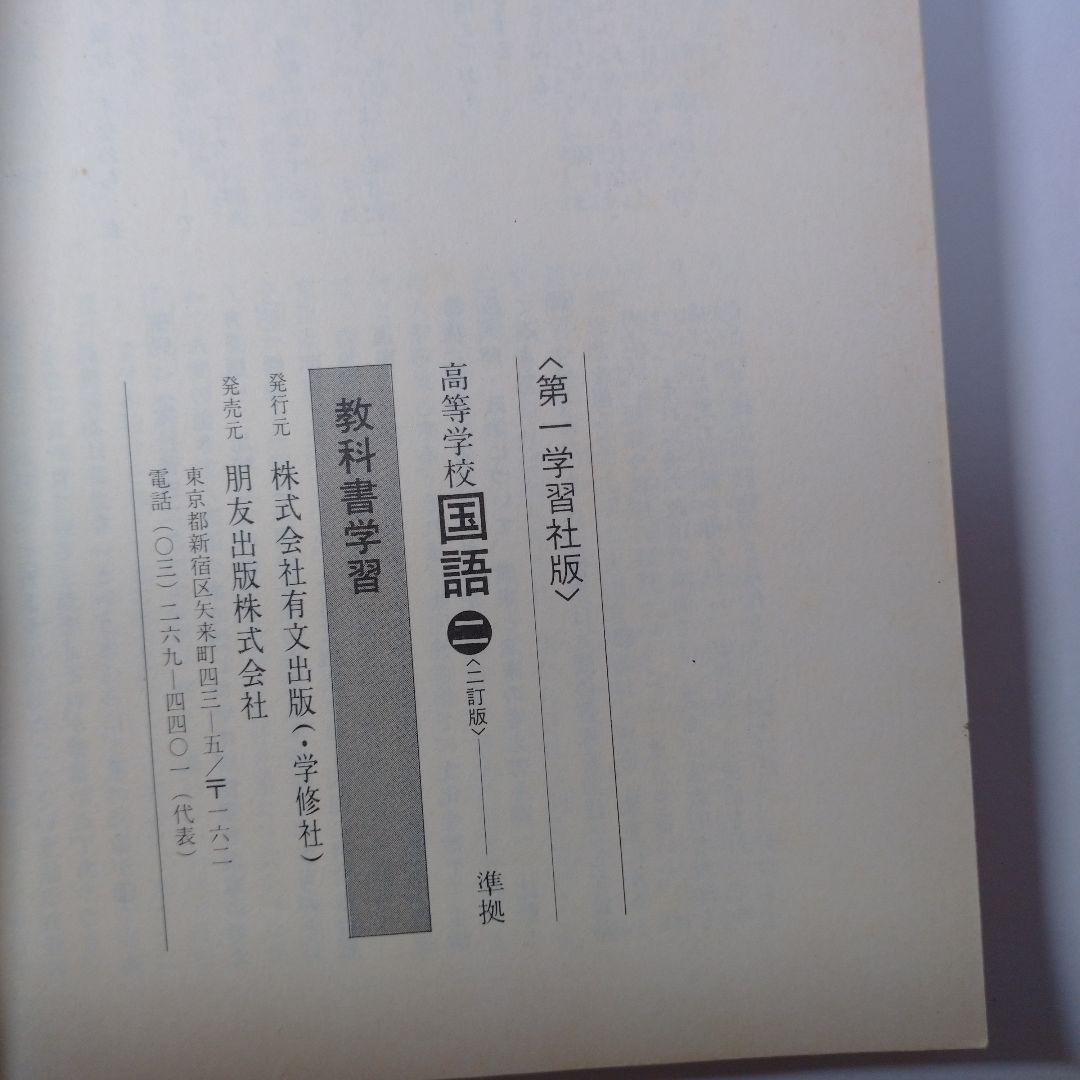 〈第一学習社版〉
高等学校国語二〈二訂版〉――準拠
教科書学習
発行元 株式会社有文出版(・学修社)
発売元 朋友出版株式会社
東京都新宿区矢来町四三―五/〒一六二
電話(〇三)二六九―四四〇一(代表)